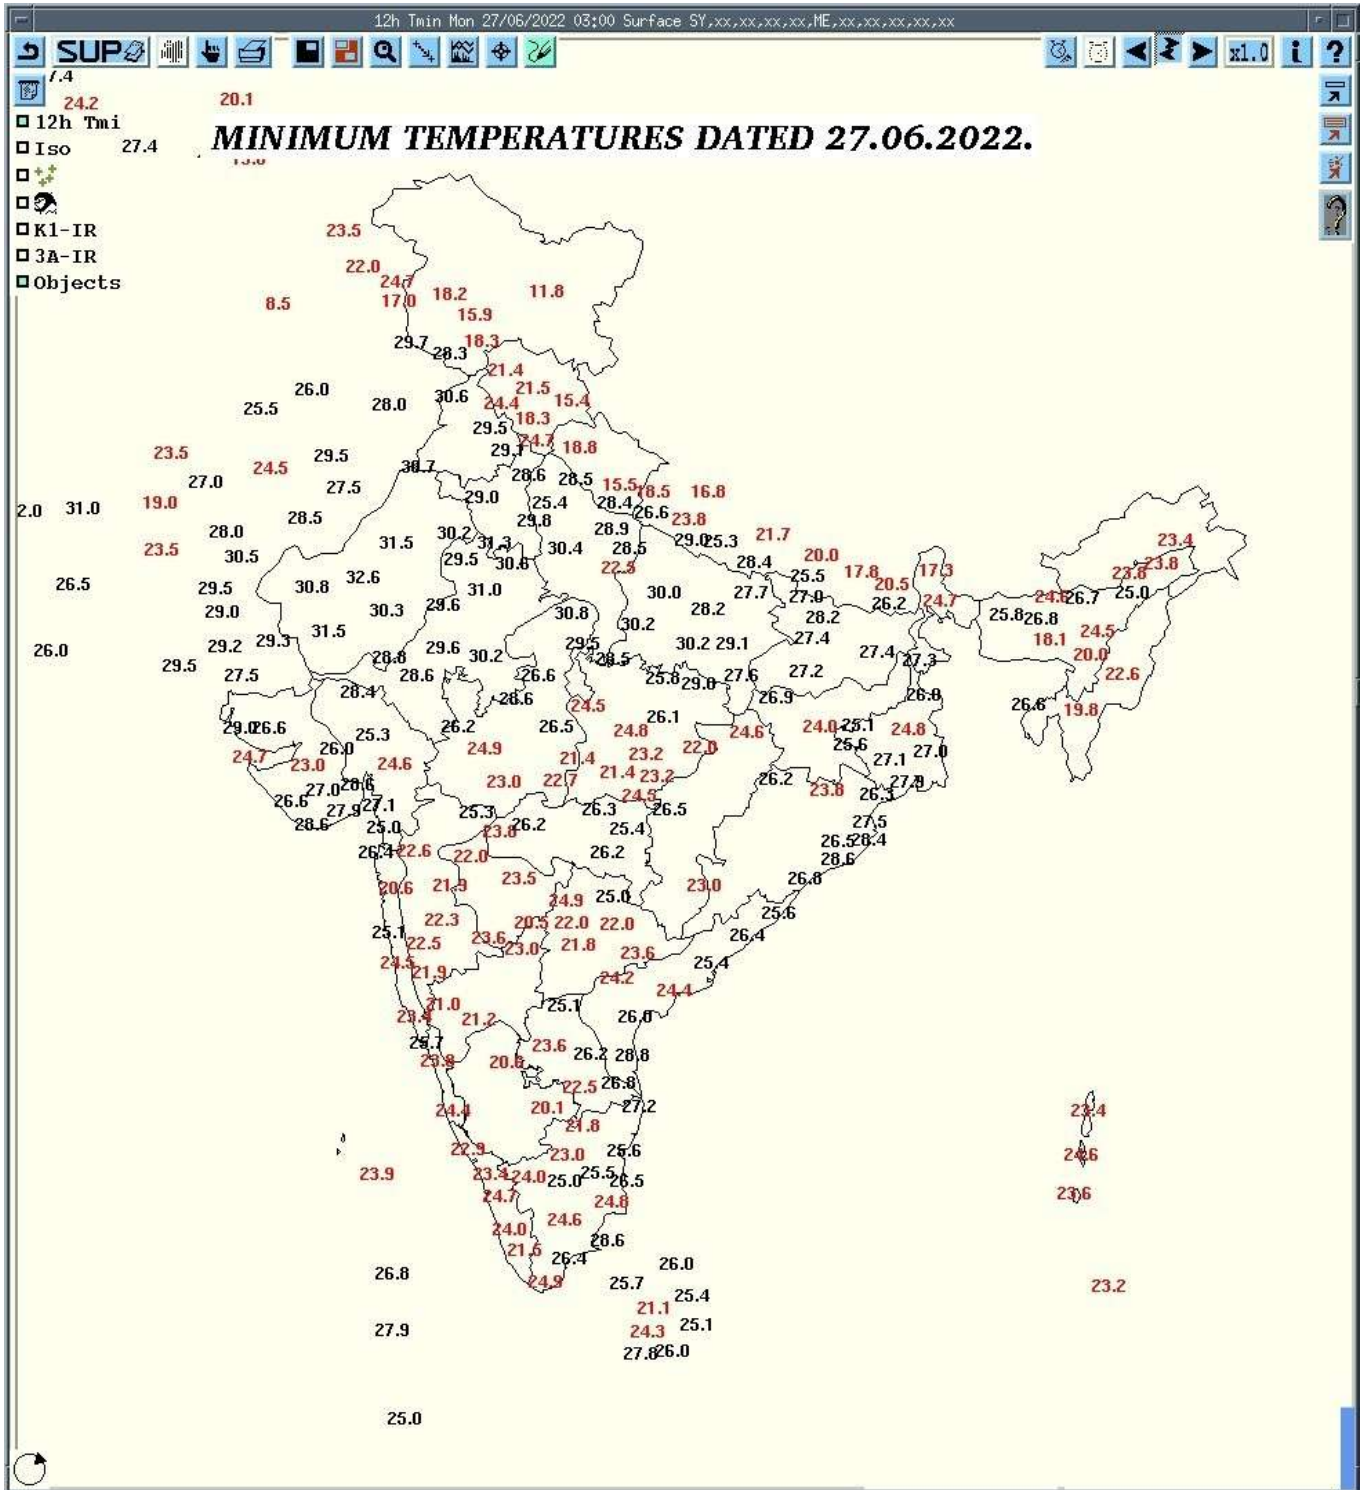 12h Tmin Mon 27/06/2022 03:00 Surface SY,xx,xx,xx,xx,ME,xx,xx,xx,xx,xx
SUP x1.0 i ?
24.2 20.1
12h Tmi
MINIMUM TEMPERATURES DATED 27.06.2022.
Iso 27.4
K1-IR 23.5
3A-IR 22.0
Objects 24.7
18.2 11.8
8.5 17.0
15.9
29.7 18.3
28.3
21.4
26.0 21.5
28.0 30.6 24.4 15.4
25.5
18.3
29.5
24.7
23.5 29.5 29.1 18.8
24.5 30.7
27.0 27.5 28.6 28.5 15.5 18.5 16.8
29.0
2.0 31.0 19.0 25.4 28.4 26.6
28.5 29.8 23.8
28.0 30.2 28.9 21.7
31.5 31.3 29.0 25.3 23.4
23.5 30.4 28.5
30.5 29.5 30.6 28.4 20.0 23.8
22.5 25.5 17.8 17.3 23.8
26.5 29.5 30.8 32.6 31.0 30.0 27.7 27.0 20.5 24.6 26.7 25.0
29.0 30.3 29.6 30.8 28.2 26.2 24.7
28.2 25.8 26.8
31.5 30.2 24.5
26.0 29.2 29.3 29.6 29.5 30.2 29.1 27.4 18.1
29.5 28.8 30.2 28.5 27.4 27.3 20.0
27.5 28.6 26.6 25.8 29.0 27.6 27.2 22.6
28.4 28.6 26.9 26.8
24.5 26.6 19.8
29.0 26.6 26.2 26.5 26.1
25.3 24.8 24.6 24.0 25.1 24.8
26.0 24.9 23.2 22.0 25.6 27.0
24.7 23.0 24.6 21.4 27.1
28.6 23.0 22.7 21.4 23.2 26.2 27.9
27.0 24.5 23.8 26.3
26.6 27.9 27.1 25.3 26.3 26.5
28.6 25.0 23.8 26.2 25.4 27.5
26.5 28.4
26.4 22.6 22.0 26.2 28.6
20.6 21.9 23.5 23.0 26.8
24.9 25.0
22.3 20.5 22.0 22.0 25.6
25.1 22.5 23.6 23.0 21.8 26.4
24.5 21.9 23.6 25.4
24.2
24.4
21.0 25.1
23.4 21.2 26.0
25.7 23.6
23.8 20.8 26.2 28.8
22.5 26.8
24.4 20.1 27.2 23.4
21.8
22.9 23.0 25.6 24.6
23.9 23.4 24.0 25.0 25.5 26.5
24.7 24.8 23.6
24.6
24.0
28.6
21.6 26.4
26.8 26.0
24.9 25.7 23.2
25.4
21.1
27.9 24.3 25.1
27.8 26.0
25.0